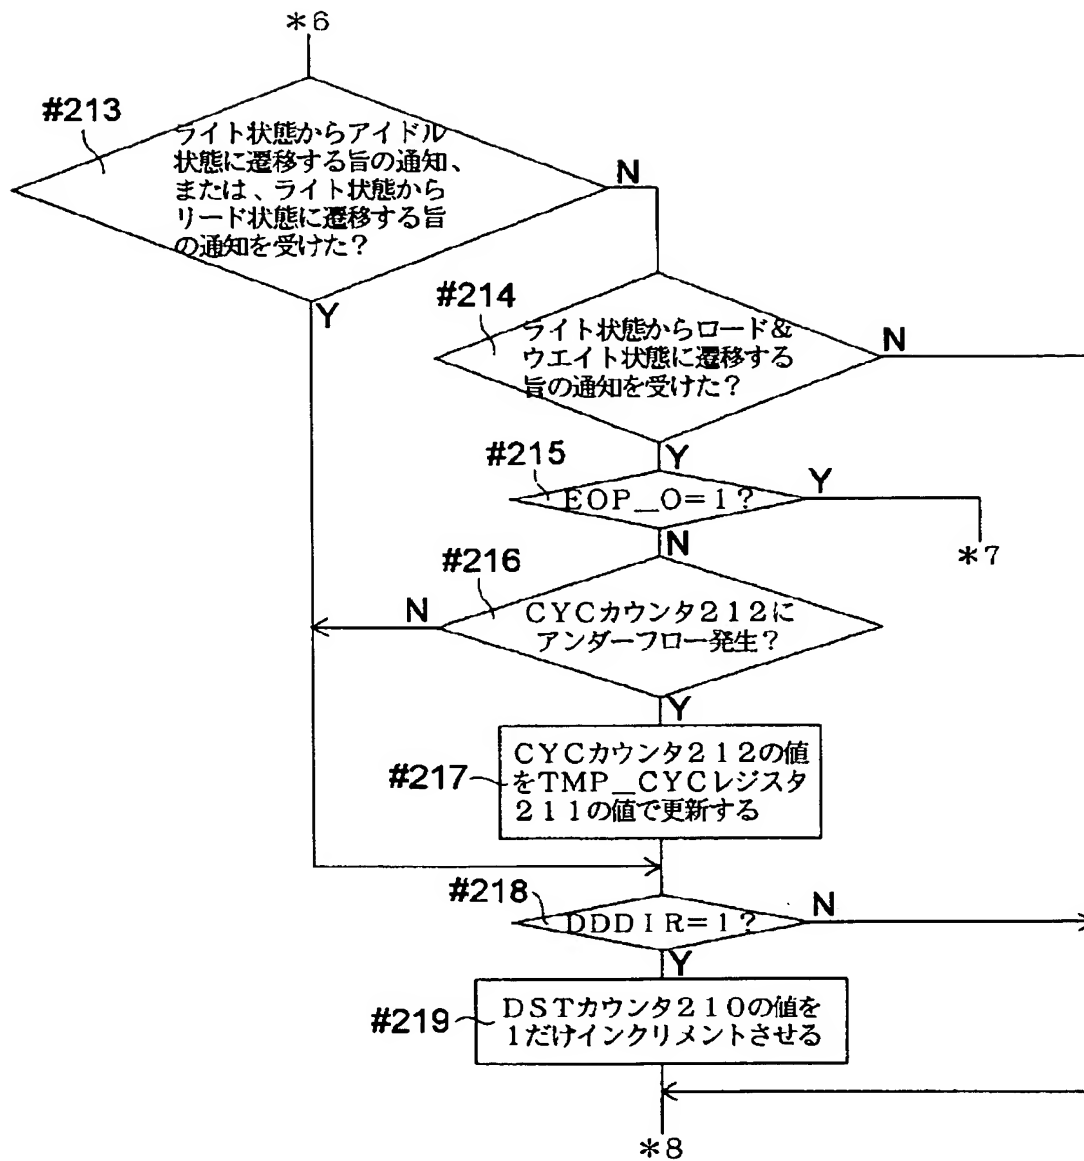 *6
#213
ライト状態からアイドル
状態に遷移する旨の通知、
または、ライト状態から
リード状態に遷移する旨
の通知を受けた？
N
Y
#214
ライト状態からロード＆
ウエイト状態に遷移する
旨の通知を受けた？
N
Y
#215
ＥＯＰ＿Ｏ＝１？
Y
N
*7
#216
ＣＹＣカウンタ２１２に
アンダーフロー発生？
N
Y
#217
ＣＹＣカウンタ２１２の値
をＴＭＰ＿ＣＹＣレジスタ
２１１の値で更新する
#218
ＤＤＤＩＲ＝１？
N
Y
#219
ＤＳＴカウンタ２１０の値を
１だけインクリメントさせる
*8